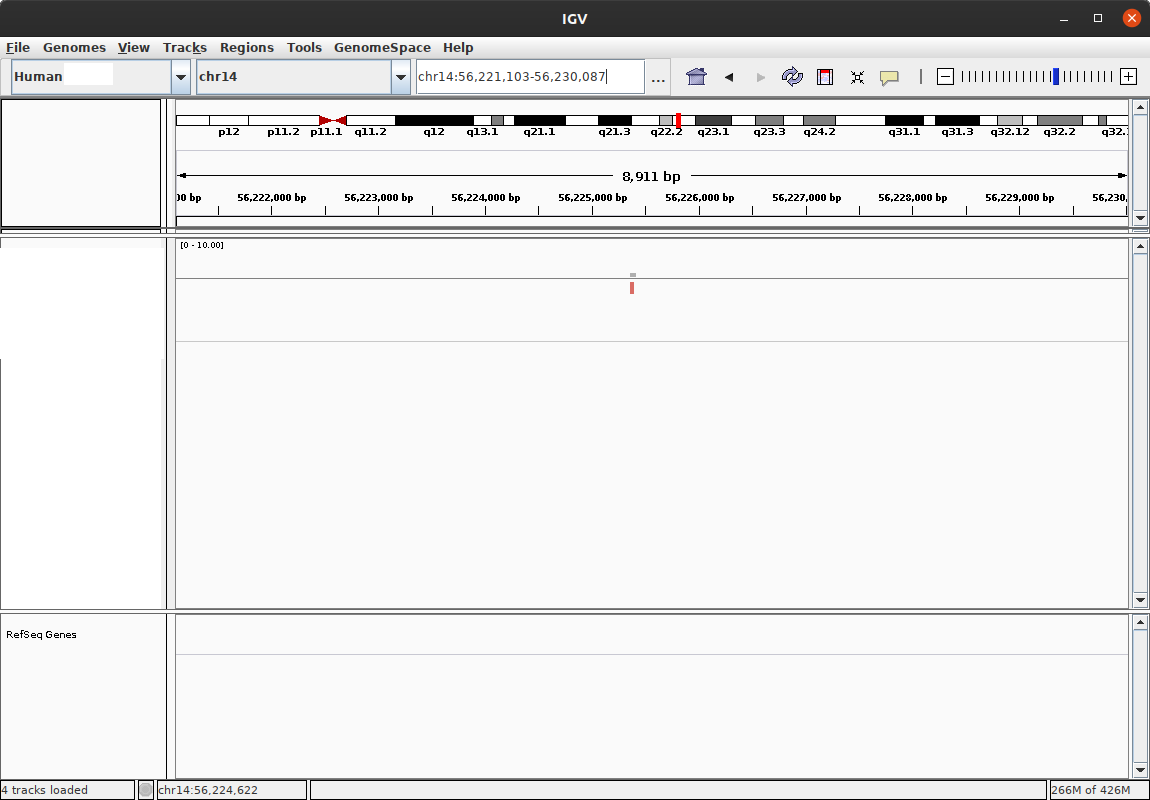 IGV
File Genomes View Tracks Regions Tools GenomeSpace Help
Human chr14 chr14:56,221,103-56,230,087 ...
p12 p11.2 p11.1 q11.2 q12 q13.1 q21.1 q21.3 q22.2 q23.1 q23.3 q24.2 q31.1 q31.3 q32.12 q32.2 q32.
8,911 bp
00 bp 56,222,000 bp 56,223,000 bp 56,224,000 bp 56,225,000 bp 56,226,000 bp 56,227,000 bp 56,228,000 bp 56,229,000 bp 56,230,
[0 - 10.00]
RefSeq Genes
4 tracks loaded chr14:56,224,622 266M of 426M